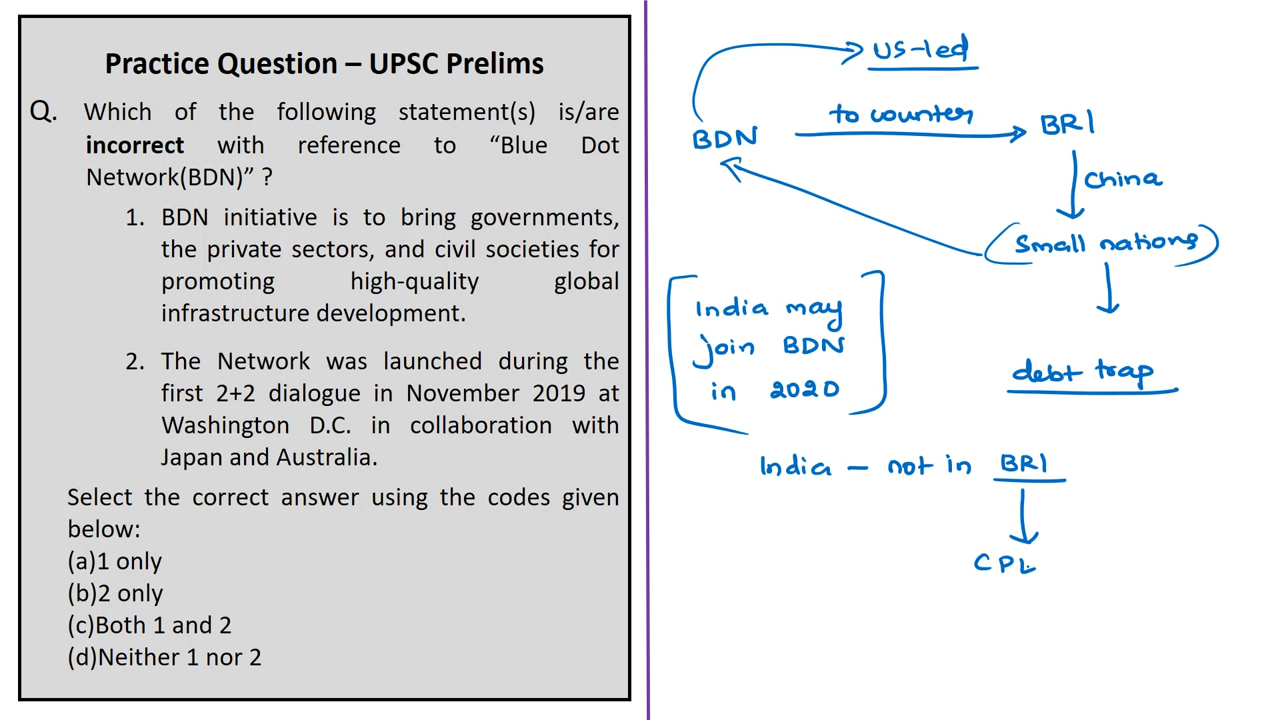 Practice Question – UPSC Prelims
Q. Which of the following statement(s) is/are
incorrect with reference to “Blue Dot
Network(BDN)” ?
1. BDN initiative is to bring governments,
the private sectors, and civil societies for
promoting high-quality global
infrastructure development.
2. The Network was launched during the
first 2+2 dialogue in November 2019 at
Washington D.C. in collaboration with
Japan and Australia.
Select the correct answer using the codes given
below:
(a)1 only
(b)2 only
(c)Both 1 and 2
(d)Neither 1 nor 2
US-led
BDN to counter BRI
China
(Small nations)
India may
join BDN
in 2020
debt trap
India – not in BRI